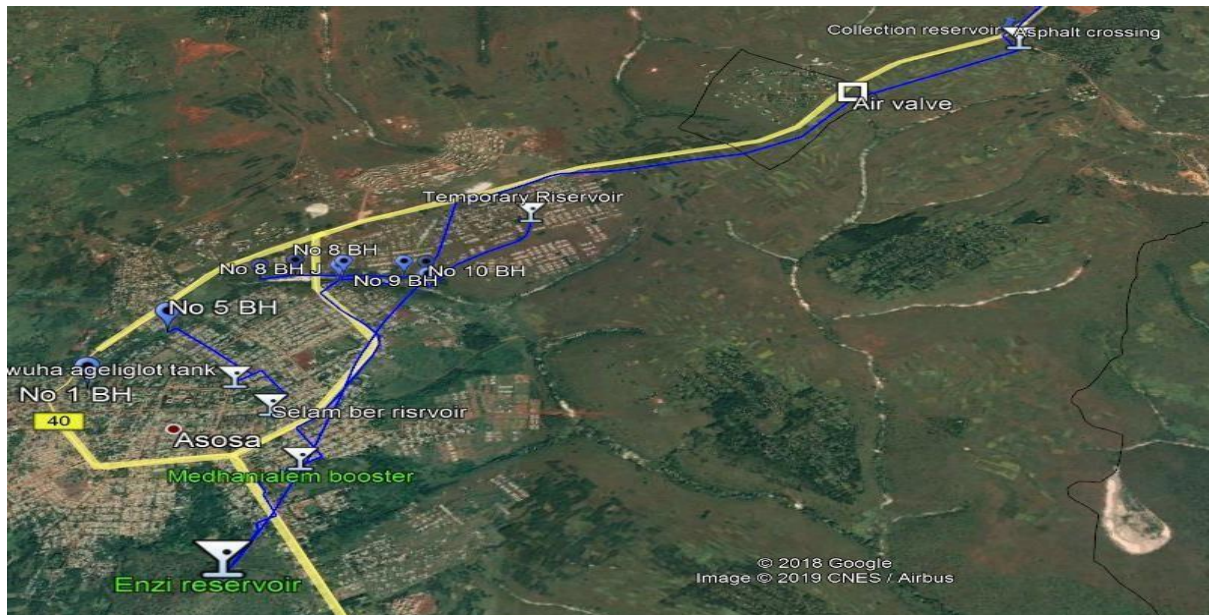 Collection reservoir
Asphalt crossing
Air valve
Temporary Riservoir
No 8 BH
No 8 BH J
No 9 BH
No 10 BH
No 5 BH
wuha ageliglot tank
No 1 BH
Selam ber risrvoir
40
Asosa
Medhanialem booster
Enzi reservoir
© 2018 Google
Image © 2019 CNES / Airbus